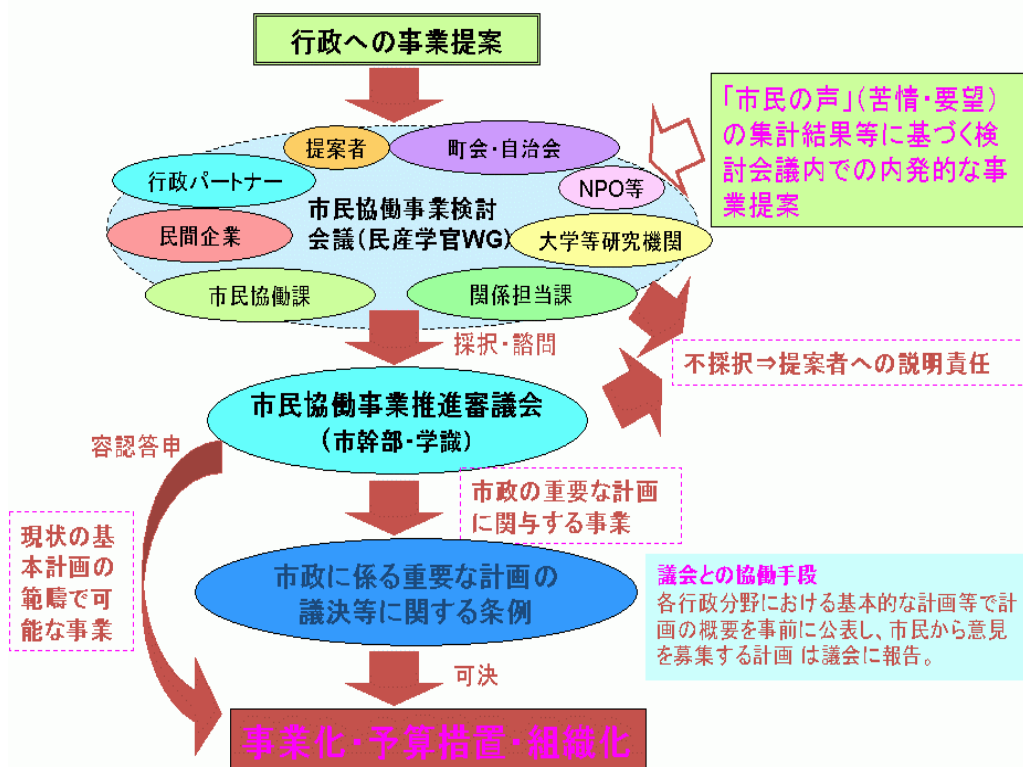 行政への事業提案
「市民の声」(苦情・要望)
の集計結果等に基づく検
討会議内での内発的な事
業提案
提案者
町会・自治会
行政パートナー
NPO等
市民協働事業検討
会議(民産学官WG)
民間企業
大学等研究機関
市民協働課
関係担当課
採択・諮問
不採択⇒提案者への説明責任
市民協働事業推進審議会
(市幹部・学識)
容認答申
市政の重要な計画
に関与する事業
現状の基
本計画の
範疇で可
能な事業
市政に係る重要な計画の
議決等に関する条例
議会との協働手段
各行政分野における基本的な計画等で計
画の概要を事前に公表し、市民から意見
を募集する計画 は議会に報告。
可決
事業化・予算措置・組織化